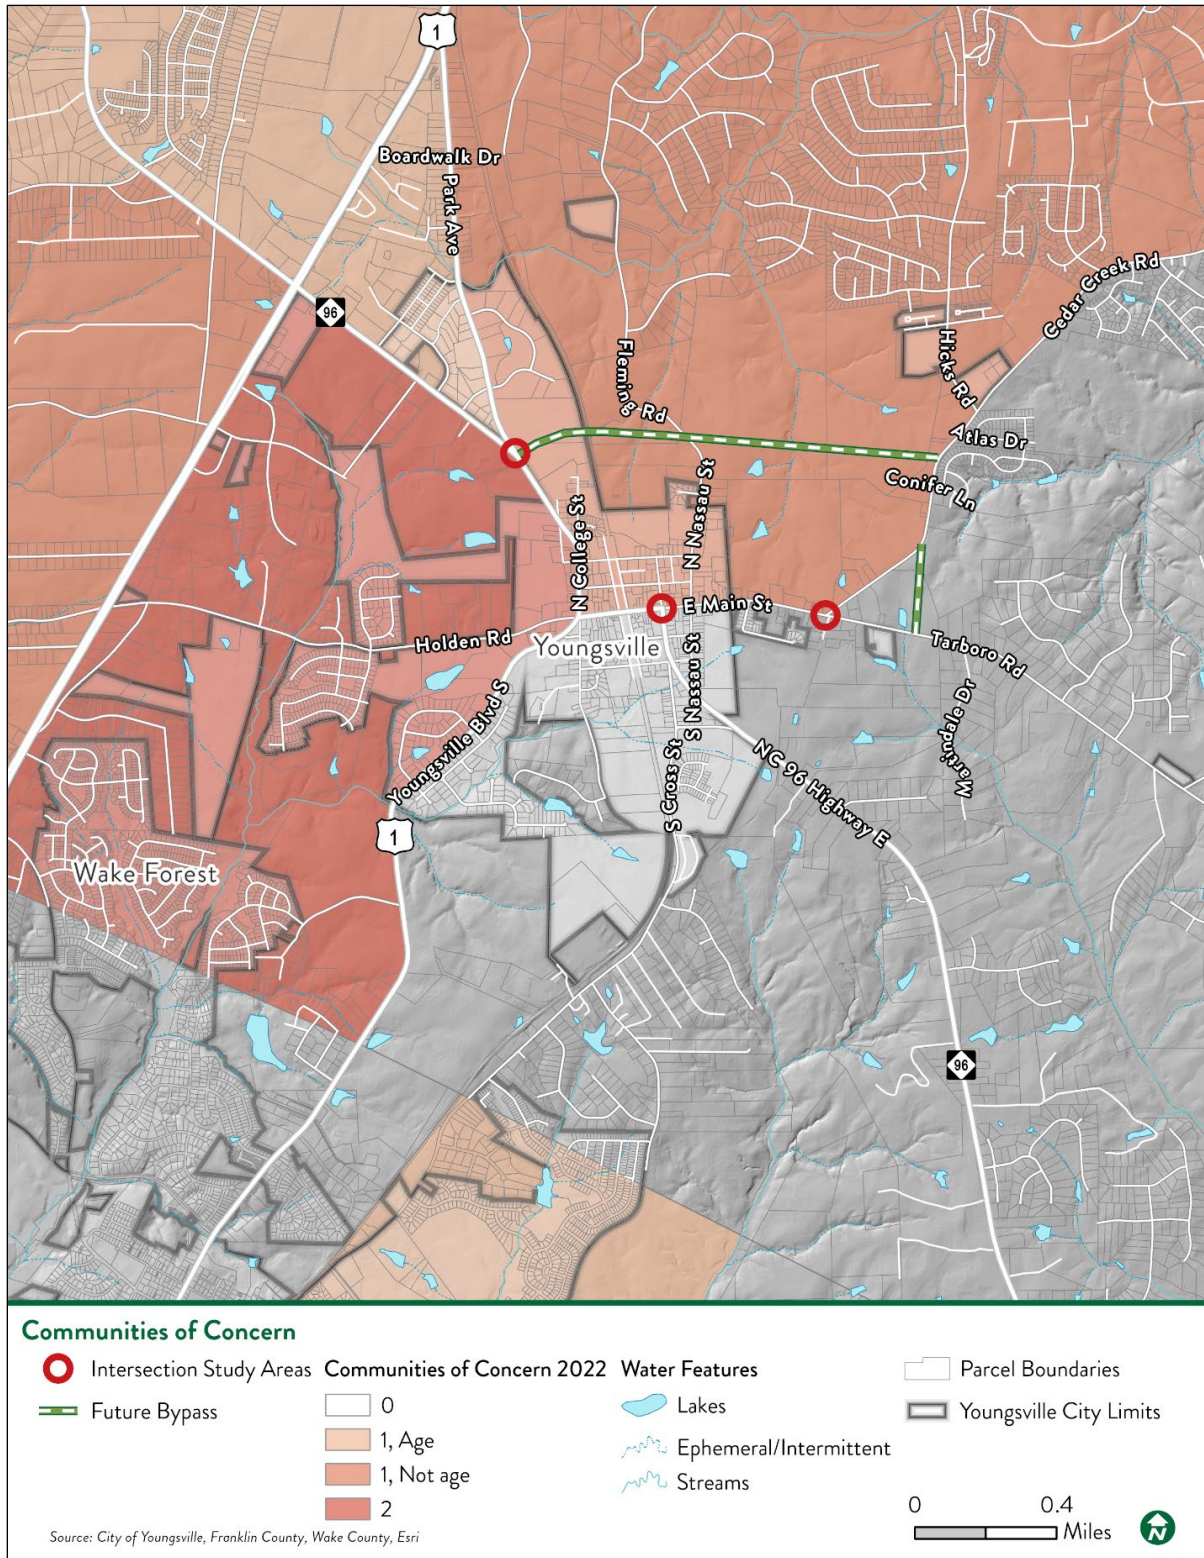 1
Boardwalk Dr
Park Ave
Cedar Creek Rd
96
Fleming Rd
Hicks Rd
Atlas Dr
Conifer Ln
N Nassau St
N College St
E Main St
Holden Rd
Youngsville
Tarboro Rd
S Nassau St
Youngsville Blvd S
Martindale Dr
S Cross St
NC 96 Highway E
1
Wake Forest
96
Communities of Concern
Intersection Study Areas
Future Bypass
Communities of Concern 2022
0
1, Age
1, Not age
2
Water Features
Lakes
Ephemeral/Intermittent
Streams
Parcel Boundaries
Youngsville City Limits
0 0.4
Miles
N
Source: City of Youngsville, Franklin County, Wake County, Esri